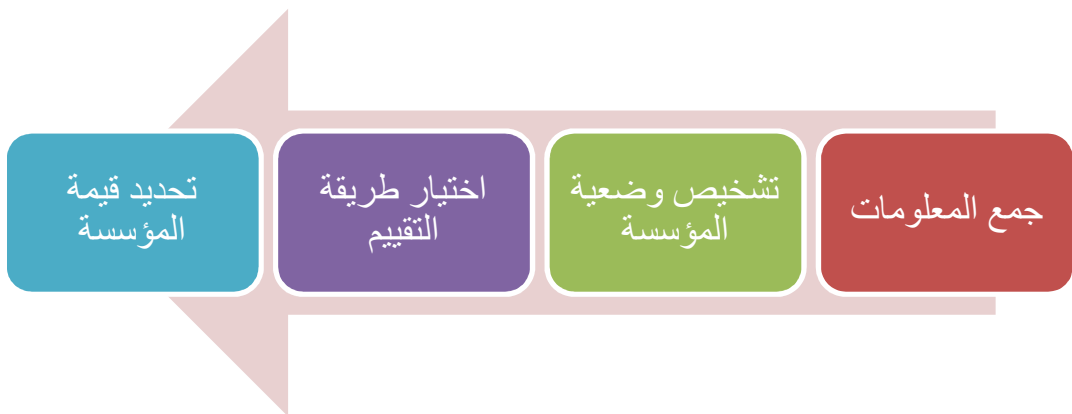 جمع المعلومات
تشخيص وضعية
المؤسسة
اختيار طريقة
التقييم
تحديد قيمة
المؤسسة